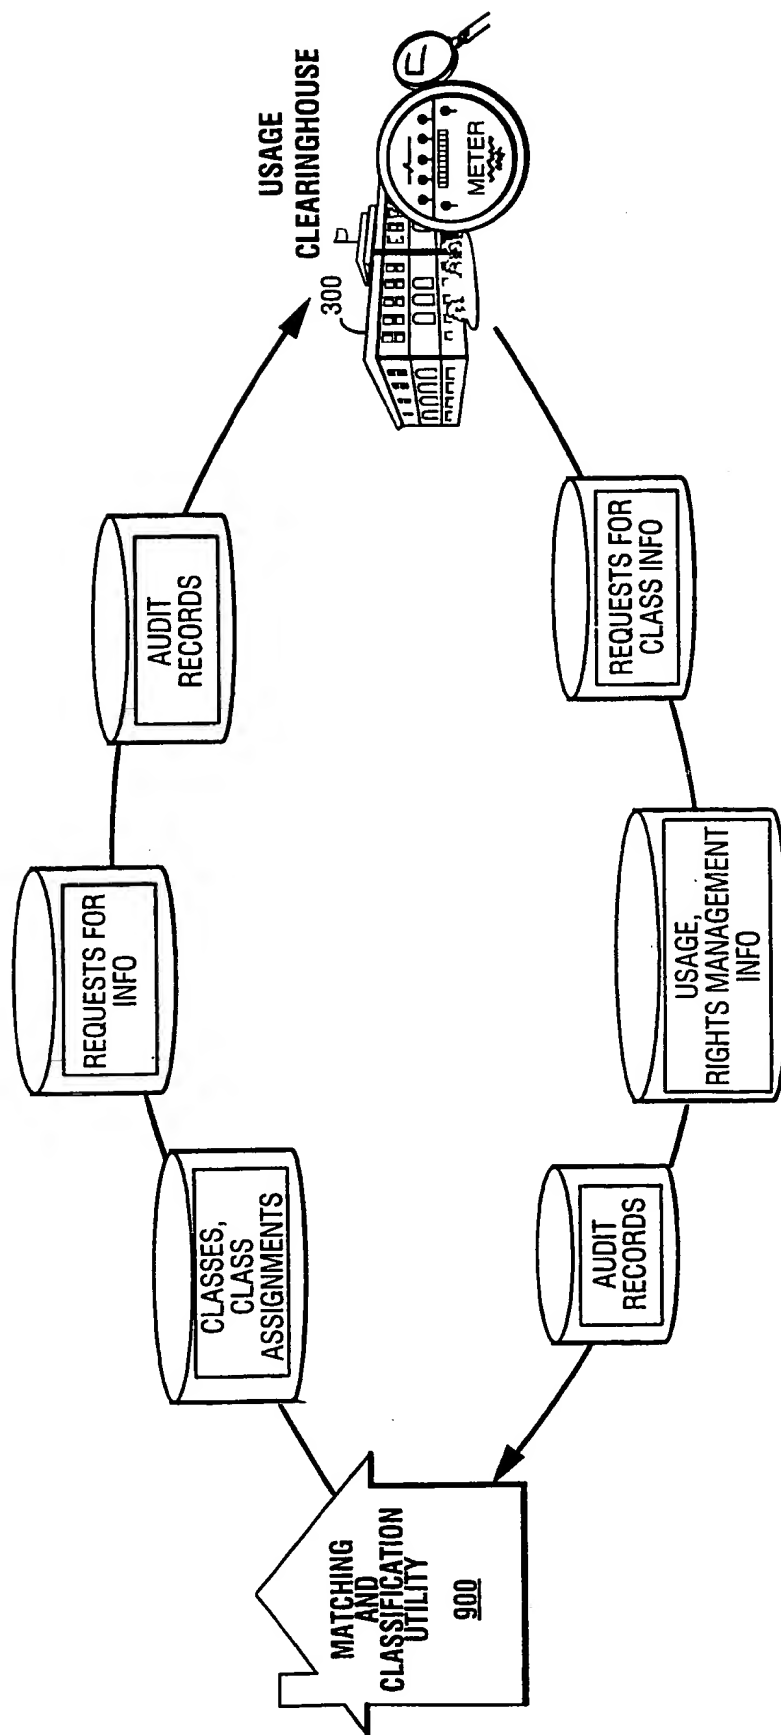 MATCHING
AND
CLASSIFICATION
UTILITY
900
CLASSES,
CLASS
ASSIGNMENTS
REQUESTS FOR
INFO
AUDIT
RECORDS
USAGE
CLEARINGHOUSE
300
METER
REQUESTS FOR
CLASS INFO
USAGE,
RIGHTS MANAGEMENT
INFO
AUDIT
RECORDS